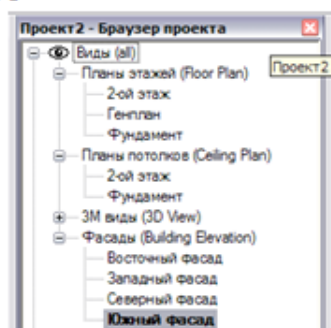 Проект2 - Браузер проекта
Виды (all)
Проект2
Планы этажей (Floor Plan)
2-ой этаж
Генплан
Фундамент
Планы потолков (Ceiling Plan)
2-ой этаж
Фундамент
3М виды (3D View)
Фасады (Building Elevation)
Восточный фасад
Западный фасад
Северный фасад
Южный фасад